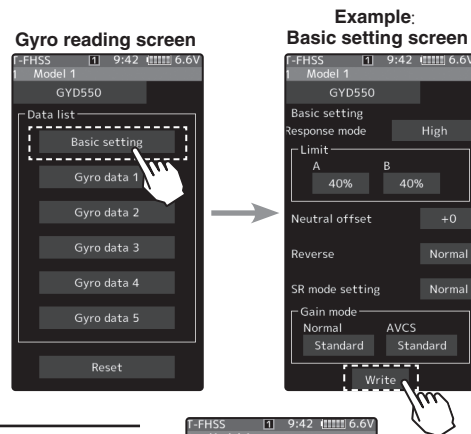 Gyro reading screen
T-FHSS 1 9:42 6.6V
1 Model 1
GYD550
Data list
Basic setting
Gyro data 1
Gyro data 2
Gyro data 3
Gyro data 4
Gyro data 5
Reset
Example:
Basic setting screen
T-FHSS 1 9:42 6.6V
1 Model 1
GYD550
Basic setting
Response mode High
Limit
A B
40% 40%
Neutral offset +0
Reverse Normal
SR mode setting Normal
Gain mode
Normal AVCS
Standard Standard
Write
T-FHSS 1 9:42 6.6V